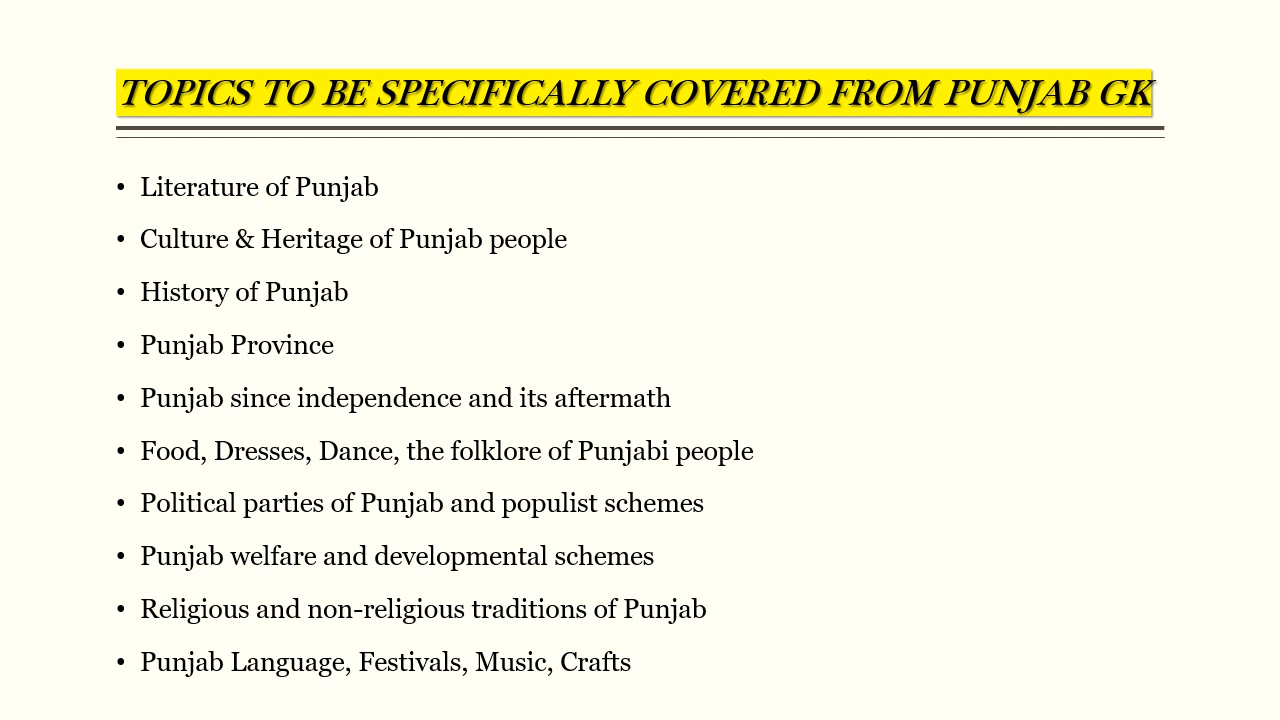 TOPICS TO BE SPECIFICALLY COVERED FROM PUNJAB GK
• Literature of Punjab
• Culture & Heritage of Punjab people
• History of Punjab
• Punjab Province
• Punjab since independence and its aftermath
• Food, Dresses, Dance, the folklore of Punjabi people
• Political parties of Punjab and populist schemes
• Punjab welfare and developmental schemes
• Religious and non-religious traditions of Punjab
• Punjab Language, Festivals, Music, Crafts